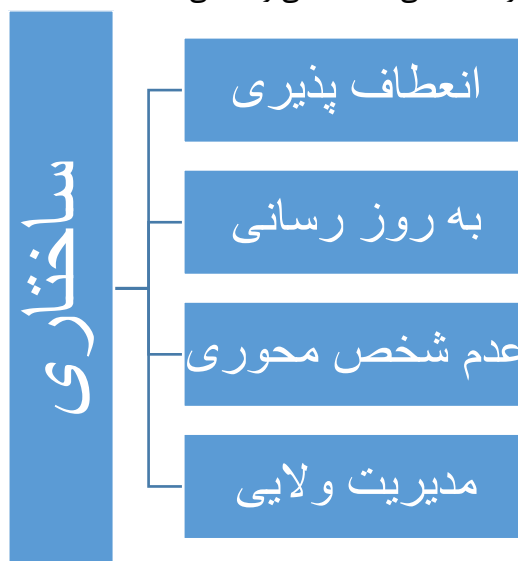 ساختاری
انعطاف پذیری
به روز رسانی
عدم شخص محوری
مدیریت ولایی